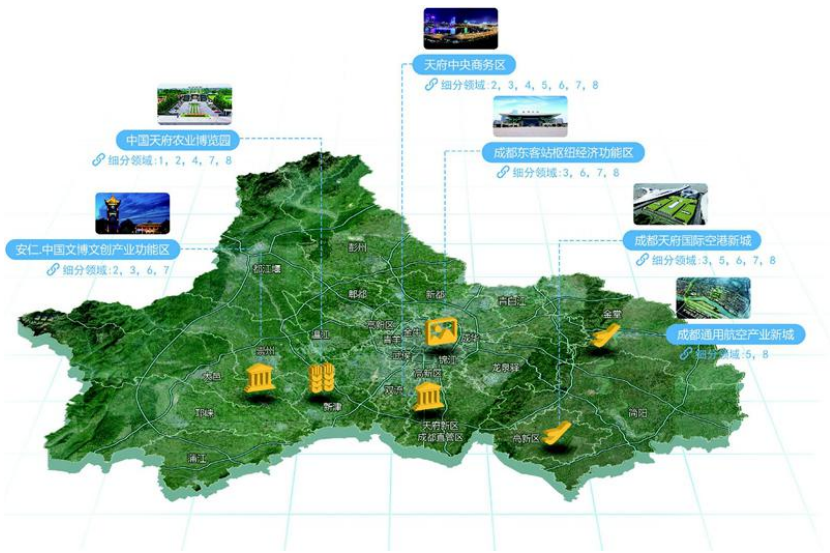 天府中央商务区
细分领域:2, 3, 4, 5, 6, 7, 8
中国天府农业博览园
细分领域:1, 2, 4, 7, 8
成都东客站枢纽经济功能区
细分领域:3, 6, 7, 8
安仁.中国文博文创产业功能区
细分领域:2, 3, 6, 7
成都天府国际空港新城
细分领域:3, 5, 6, 7, 8
成都通用航空产业新城
细分领域:5, 8
彭州
都江堰
郫都
新都
青白江
金堂
高新区
温江
锦江
崇州
高新区
龙泉驿
大邑
双流
新津
简阳
邛崃
天府新区
成都直管区
高新区
蒲江